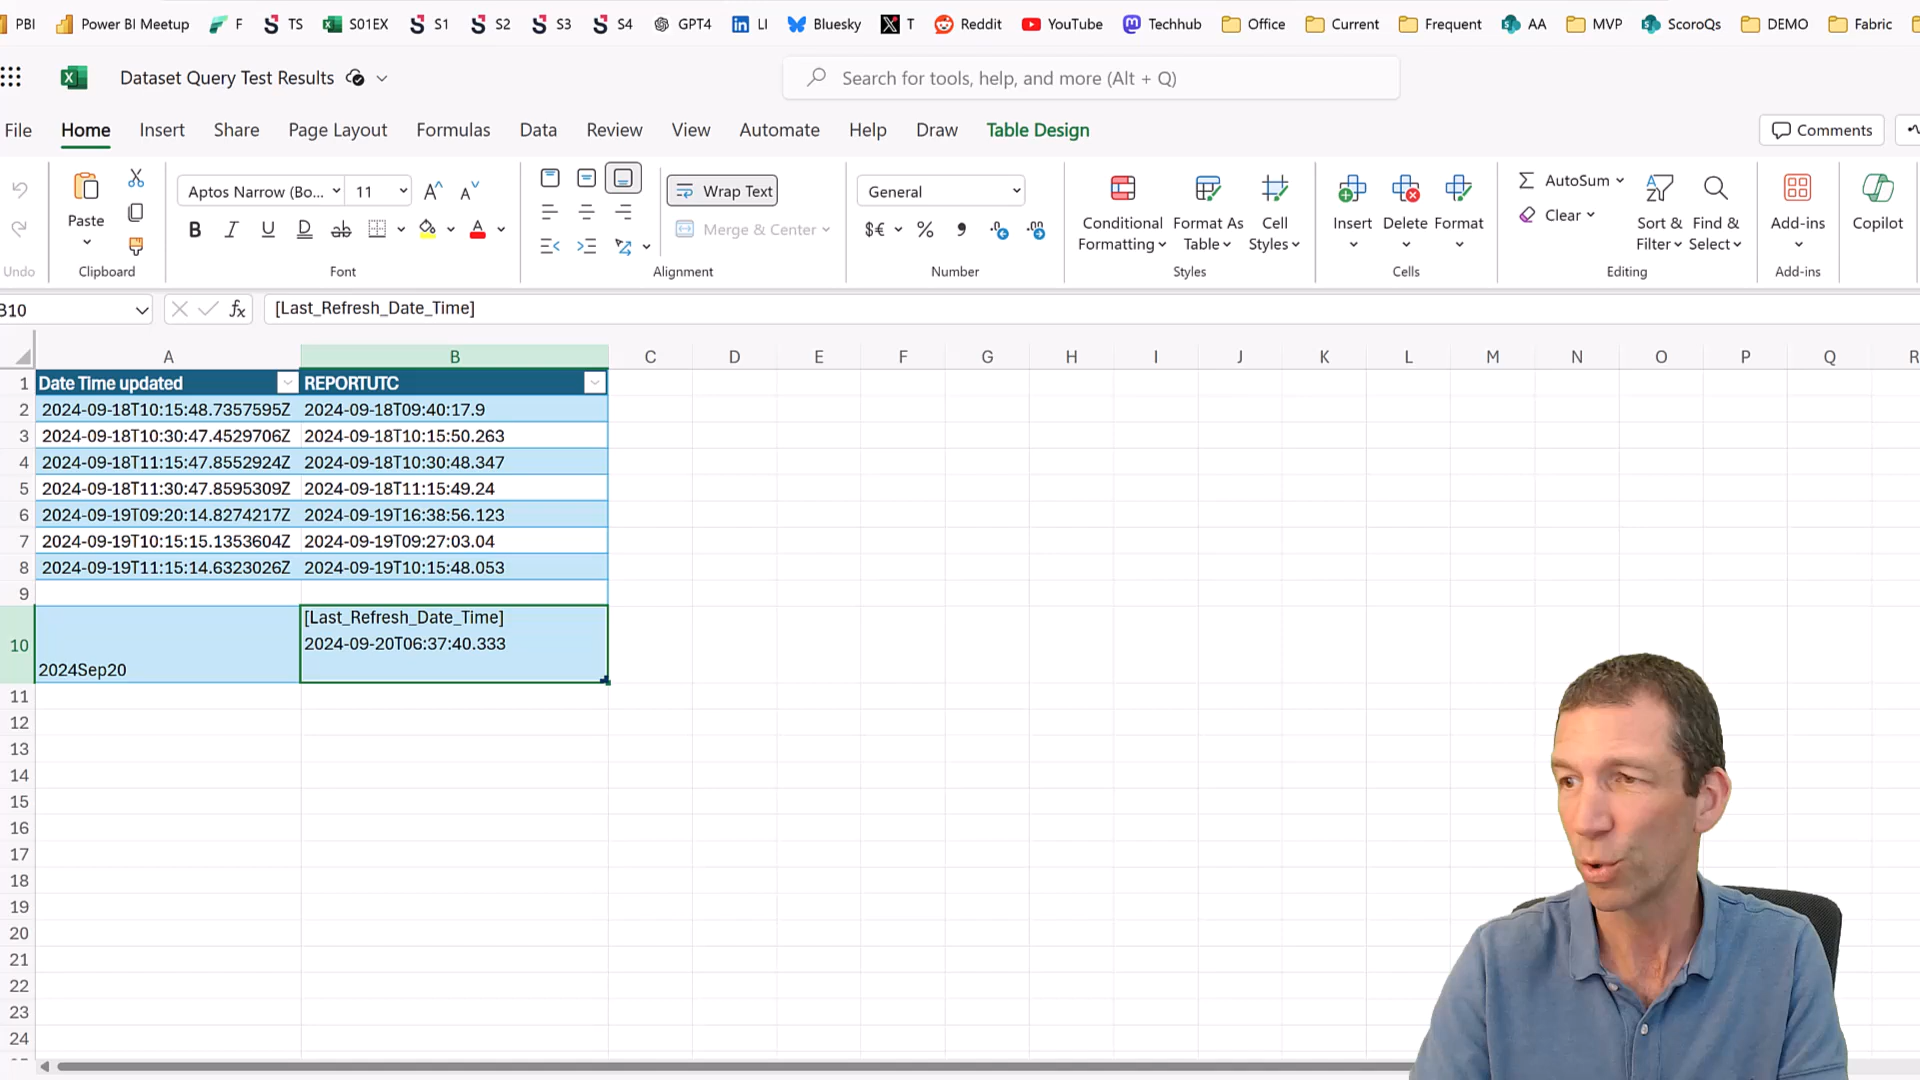 PBI Power BI Meetup F TS S01EX S1 S2 S3 S4 GPT4 LI Bluesky T Reddit YouTube Techhub Office Current Frequent AA MVP ScoroQs DEMO Fabric
Dataset Query Test Results Search for tools, help, and more (Alt + Q)
File Home Insert Share Page Layout Formulas Data Review View Automate Help Draw Table Design Comments
Paste Aptos Narrow (Bo... 11 Wrap Text General AutoSum
Conditional Formatting Format As Table Cell Styles Insert Delete Format Clear Sort & Filter Find & Select Add-ins Copilot
Merge & Center
Undo Clipboard Font Alignment Number Styles Cells Editing Add-ins
B10 fx [Last_Refresh_Date_Time]
A B C D E F G H I J K L M N O P Q R
1 Date Time updated REPORTUTC
2 2024-09-18T10:15:48.7357595Z 2024-09-18T09:40:17.9
3 2024-09-18T10:30:47.4529706Z 2024-09-18T10:15:50.263
4 2024-09-18T11:15:47.8552924Z 2024-09-18T10:30:48.347
5 2024-09-18T11:30:47.8595309Z 2024-09-18T11:15:49.24
6 2024-09-19T09:20:14.8274217Z 2024-09-19T16:38:56.123
7 2024-09-19T10:15:15.1353604Z 2024-09-19T09:27:03.04
8 2024-09-19T11:15:14.6323026Z 2024-09-19T10:15:48.053
9
[Last_Refresh_Date_Time]
10 2024-09-20T06:37:40.333
2024Sep20
11
12
13
14
15
16
17
18
19
20
21
22
23
24